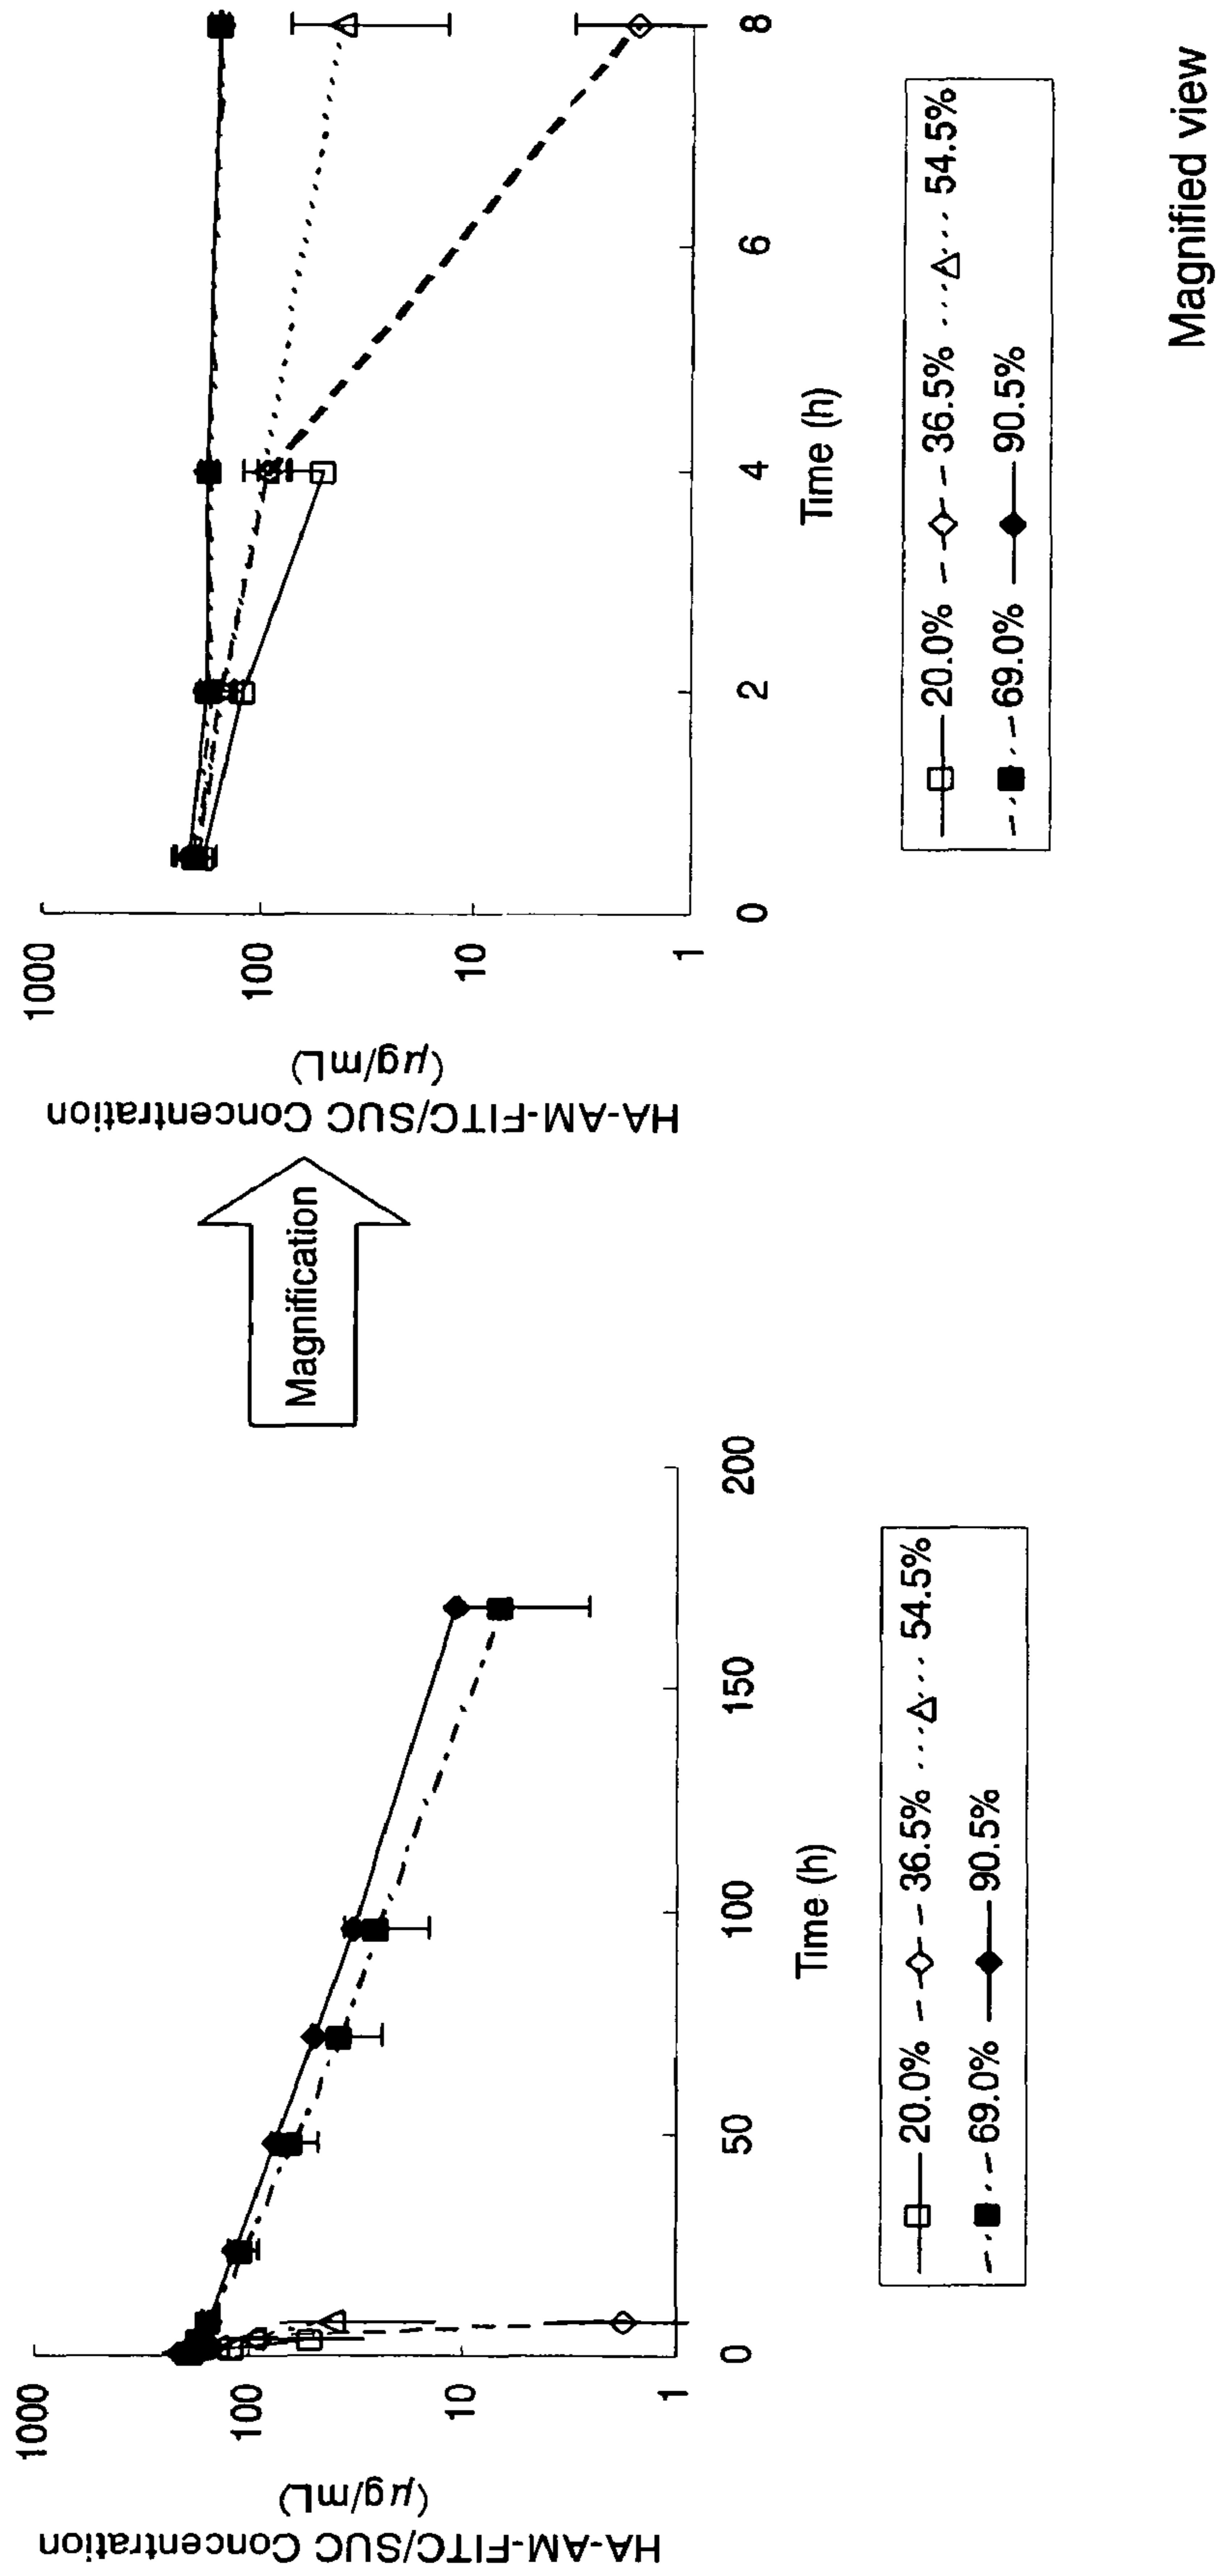 HA-AM-FITC/SUC Concentration
(μg/mL)
1000
100
10
1
0
50
100
150
200
Time (h)
20.0% 36.5% 54.5%
69.0% 90.5%
Magnification
HA-AM-FITC/SUC Concentration
(μg/mL)
1000
100
10
1
0
2
4
6
8
Time (h)
20.0% 36.5% 54.5%
69.0% 90.5%
Magnified view